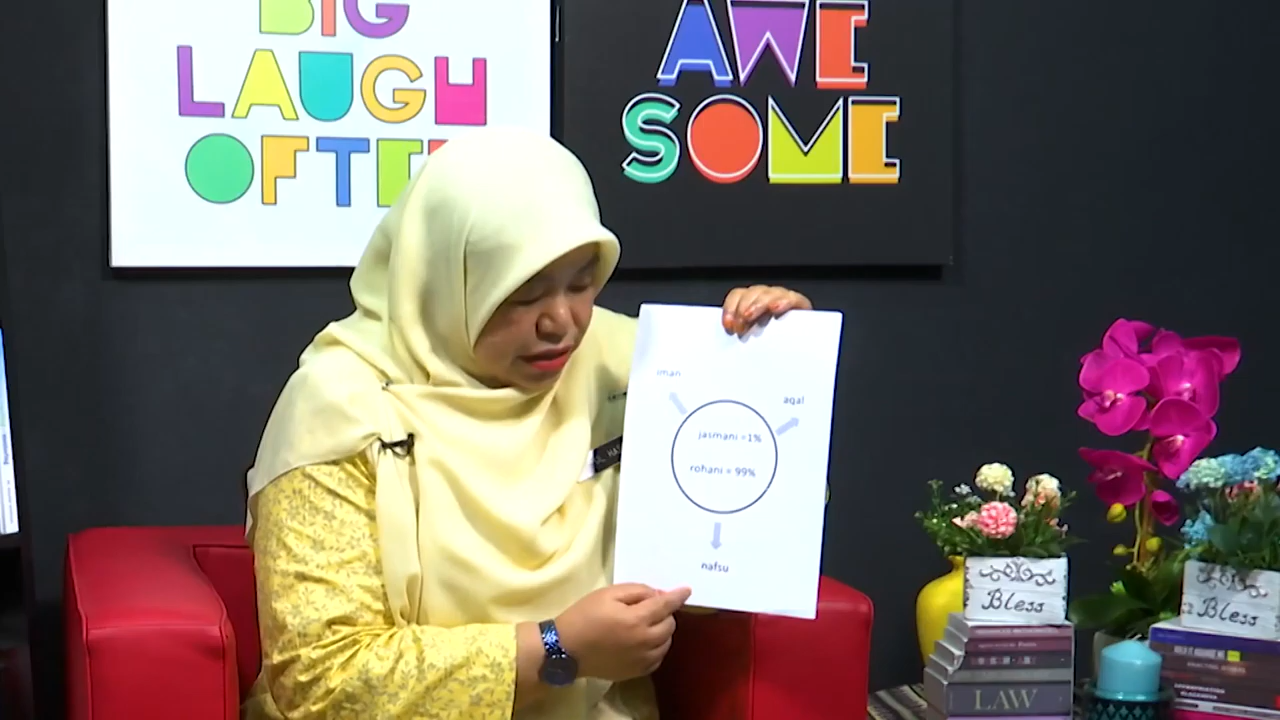 BIG
LAUGH
OFTE
AWE
SOME
iman
aqal
jasmani =1%
rohani = 99%
nafsu
Bless
Bless
LAW